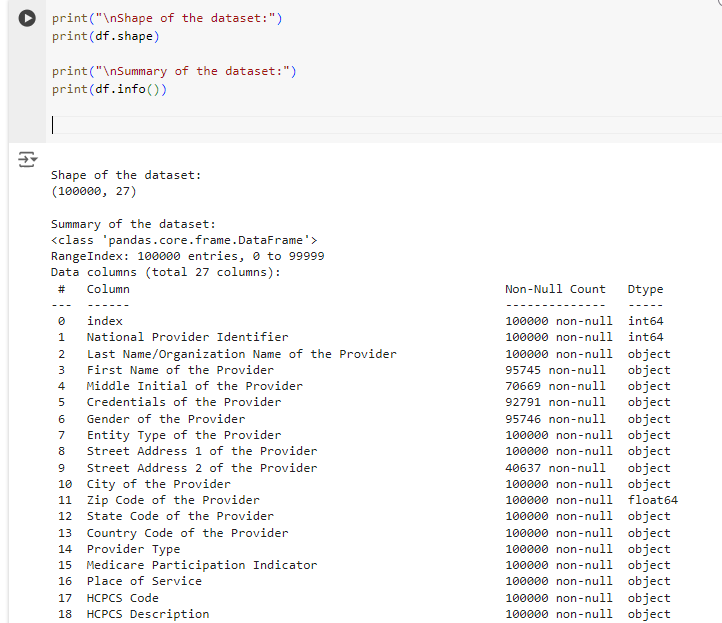 print("\nShape of the dataset:")
print(df.shape)
print("\nSummary of the dataset:")
print(df.info())
Shape of the dataset:
(100000, 27)
Summary of the dataset:
<class 'pandas.core.frame.DataFrame'>
RangeIndex: 100000 entries, 0 to 99999
Data columns (total 27 columns):
 #   Column                                                    Non-Null Count   Dtype
---  ------                                                    --------------   -----
 0   index                                                     100000 non-null  int64
 1   National Provider Identifier                              100000 non-null  int64
 2   Last Name/Organization Name of the Provider               100000 non-null  object
 3   First Name of the Provider                                95745 non-null   object
 4   Middle Initial of the Provider                            70669 non-null   object
 5   Credentials of the Provider                               92791 non-null   object
 6   Gender of the Provider                                    95746 non-null   object
 7   Entity Type of the Provider                               100000 non-null  object
 8   Street Address 1 of the Provider                          100000 non-null  object
 9   Street Address 2 of the Provider                          40637 non-null   object
 10  City of the Provider                                      100000 non-null  object
 11  Zip Code of the Provider                                  100000 non-null  float64
 12  State Code of the Provider                                100000 non-null  object
 13  Country Code of the Provider                              100000 non-null  object
 14  Provider Type                                             100000 non-null  object
 15  Medicare Participation Indicator                          100000 non-null  object
 16  Place of Service                                          100000 non-null  object
 17  HCPCS Code                                                100000 non-null  object
 18  HCPCS Description                                         100000 non-null  object